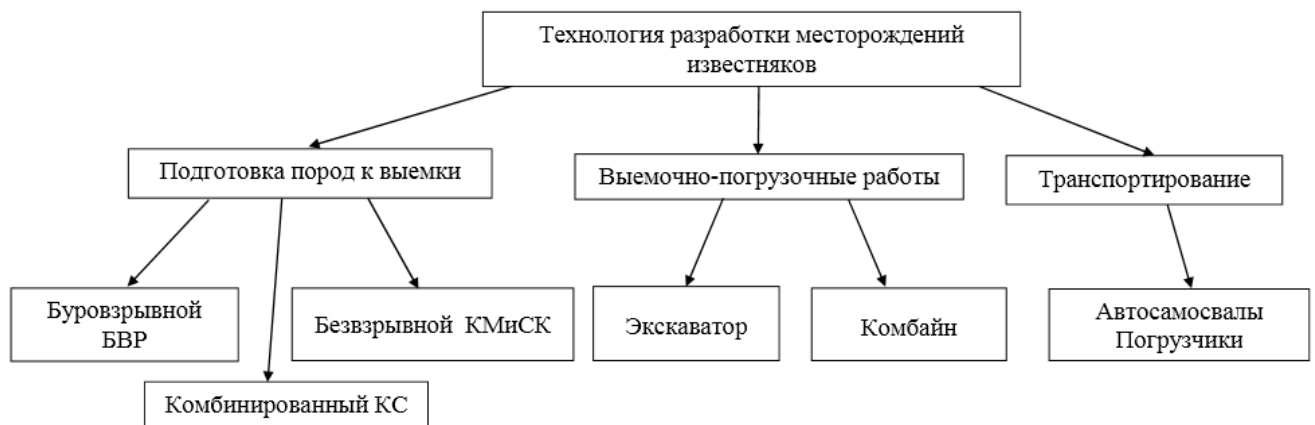 Технология разработки месторождений
известняков
Подготовка пород к выемки
Выемочно-погрузочные работы
Транспортирование
Буровзрывной
БВР
Безвзрывной КМиСК
Экскаватор
Комбайн
Автосамосвалы
Погрузчики
Комбинированный КС